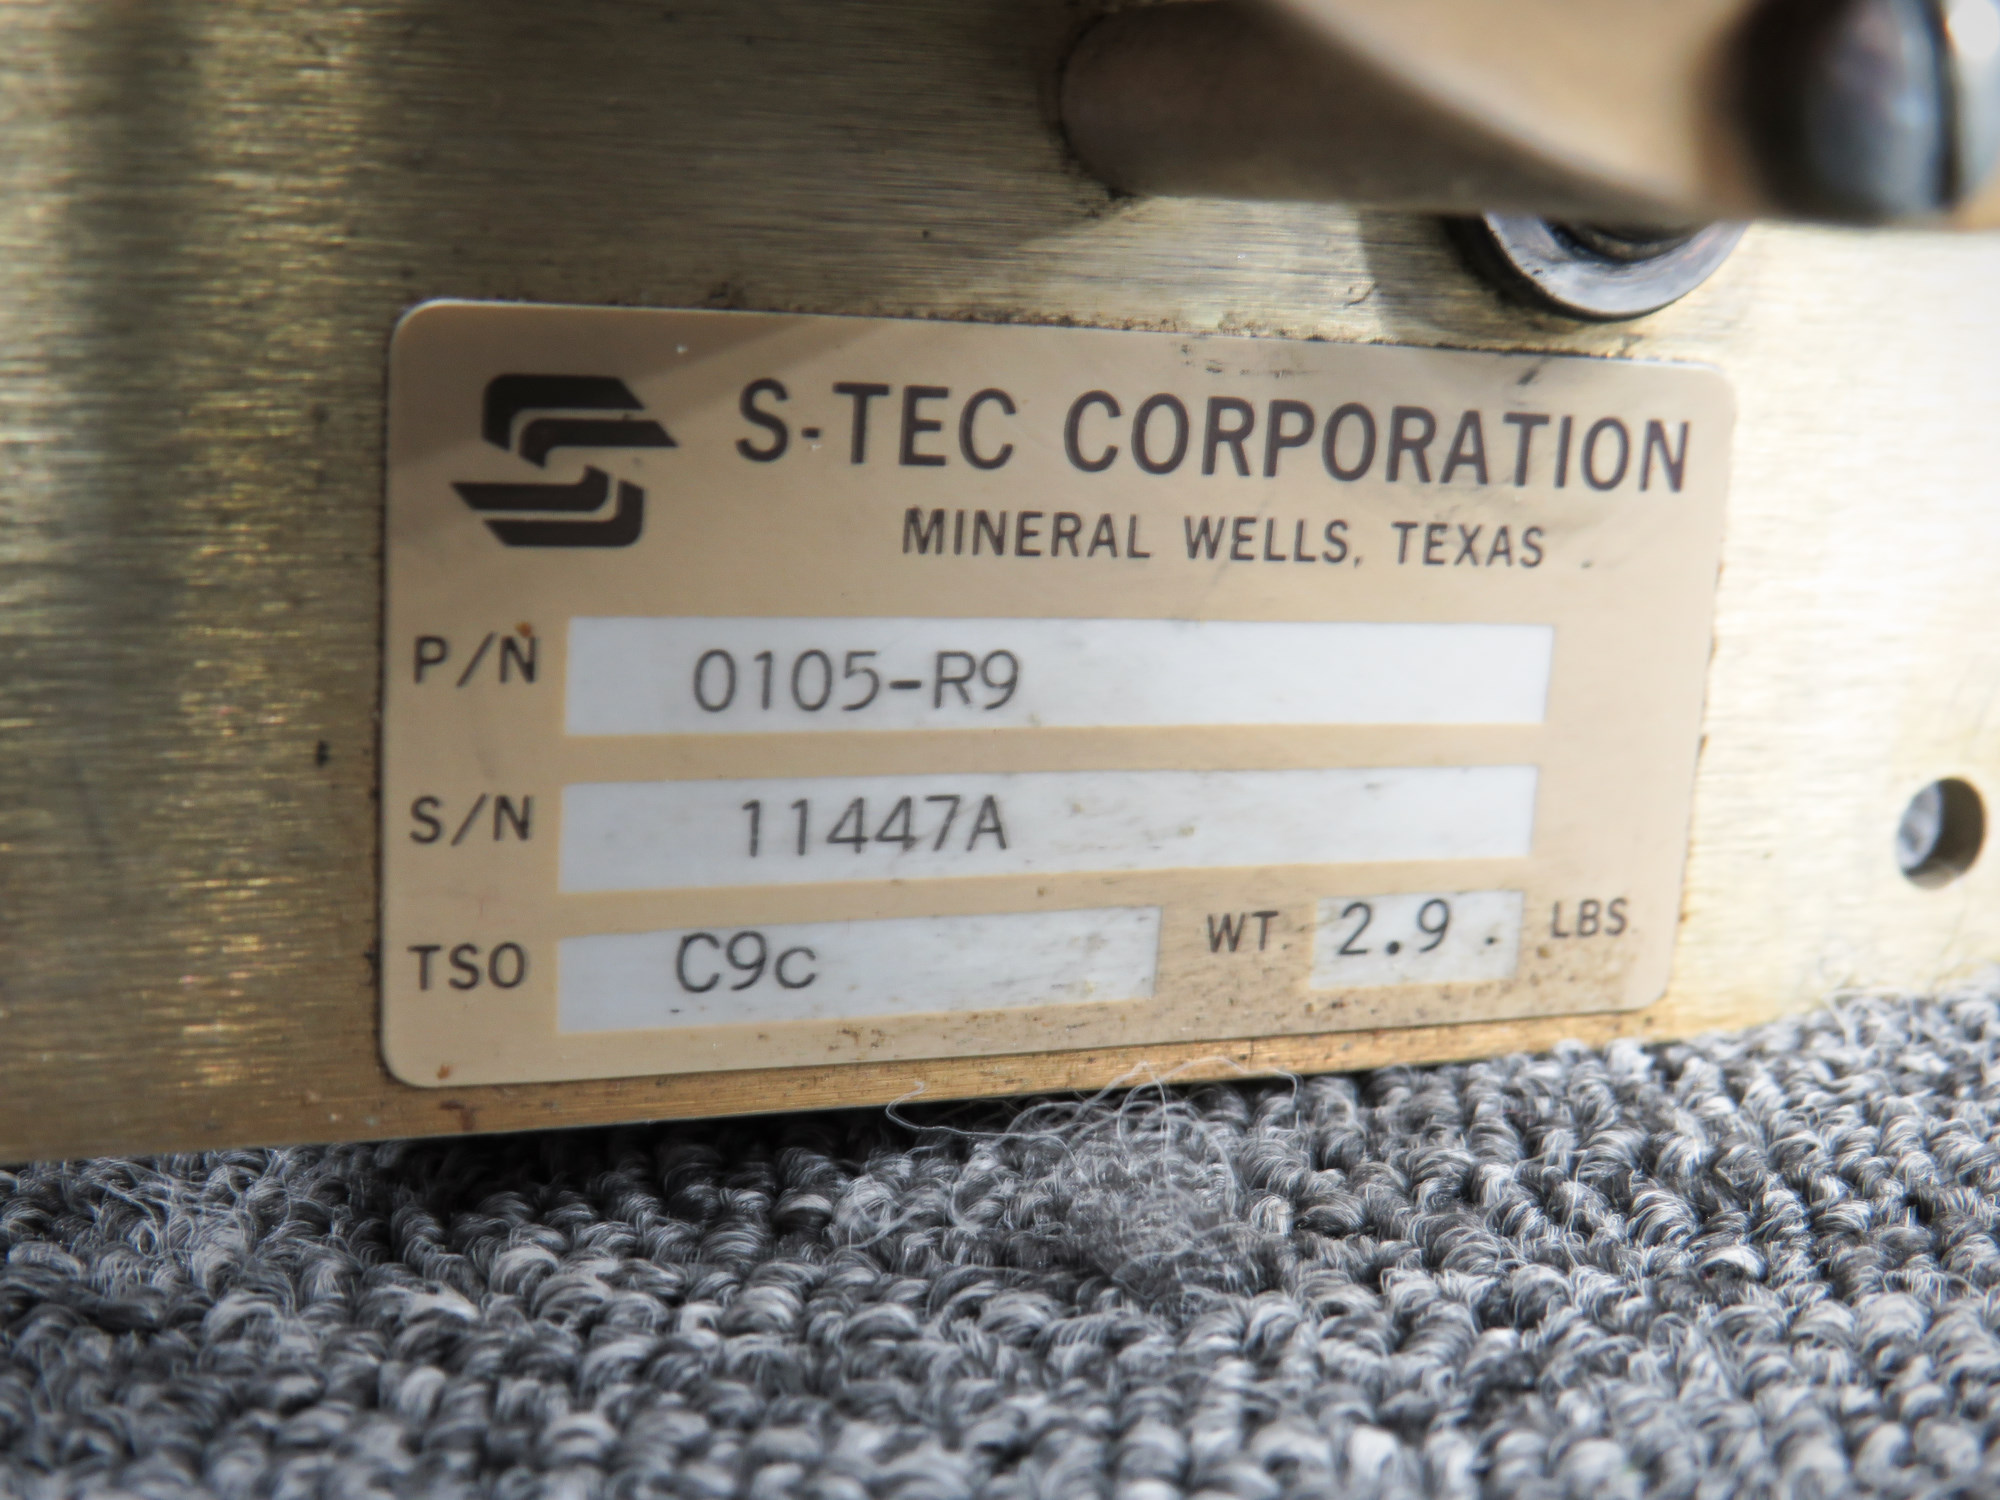 S-TEC CORPORATION
MINERAL WELLS, TEXAS
P/N 0105-R9
S/N 11447A
TSO C9c WT. 2.9 LBS.